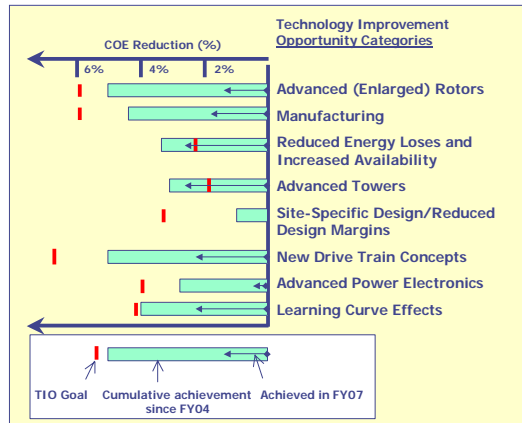 Technology Improvement
Opportunity Categories
COE Reduction (%)
6%
4%
2%
Advanced (Enlarged) Rotors
Manufacturing
Reduced Energy Loses and
Increased Availability
Advanced Towers
Site-Specific Design/Reduced
Design Margins
New Drive Train Concepts
Advanced Power Electronics
Learning Curve Effects
TIO Goal
Cumulative achievement
since FY04
Achieved in FY07